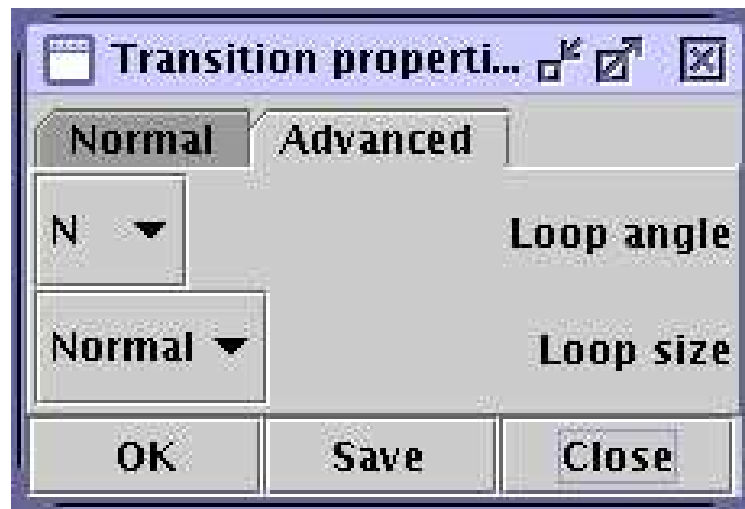 Transition properti...
Normal Advanced
N Loop angle
Normal Loop size
OK Save Close